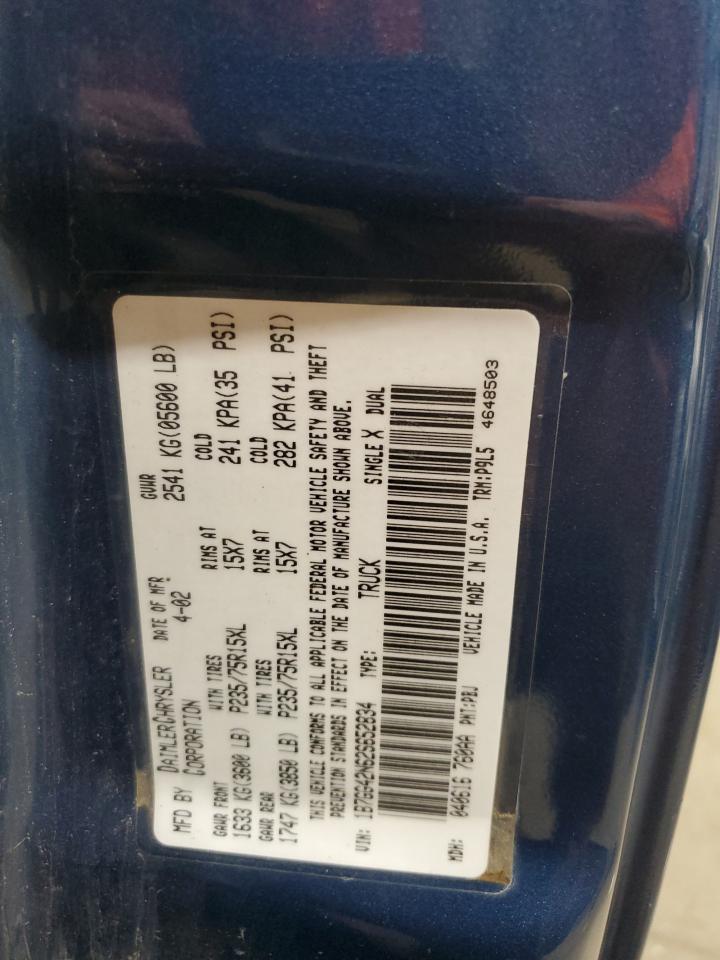 MFD BY DAIMLERCHRYSLER CORPORATION DATE OF MFR 4-02 GVWR 2541 KG(05600 LB)
GAWR FRONT WITH TIRES RIMS AT COLD
1633 KG(3600 LB) P235/75R15XL 15X7 241 KPA(35 PSI)
GAWR REAR WITH TIRES RIMS AT COLD
1747 KG(3850 LB) P235/75R15XL 15X7 282 KPA(41 PSI)
THIS VEHICLE CONFORMS TO ALL APPLICABLE FEDERAL MOTOR VEHICLE SAFETY AND THEFT
PREVENTION STANDARDS IN EFFECT ON THE DATE OF MANUFACTURE SHOWN ABOVE.
VIN: 1B7GG42N62S652834 TYPE: TRUCK SINGLE X DUAL
MDH: 040616 760AA PNT:PBJ VEHICLE MADE IN U.S.A. TRM:P9L5 4648503